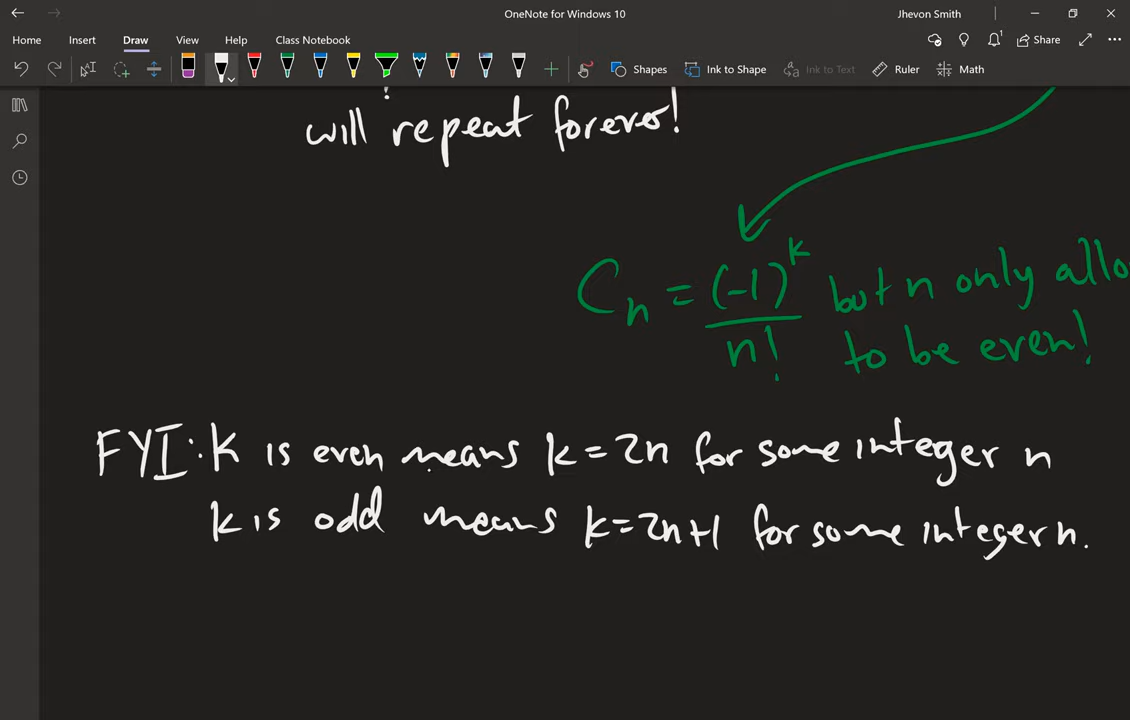 OneNote for Windows 10
Jhevon Smith
Home Insert Draw View Help Class Notebook
Share
Shapes Ink to Shape Ink to Text Ruler Math
will repeat forever!
C_n = (-1)^k / n! but n only allo
to be even!
FYI: K is even means k = 2n for some integer n
k is odd means k = 2n+1 for some integer n.